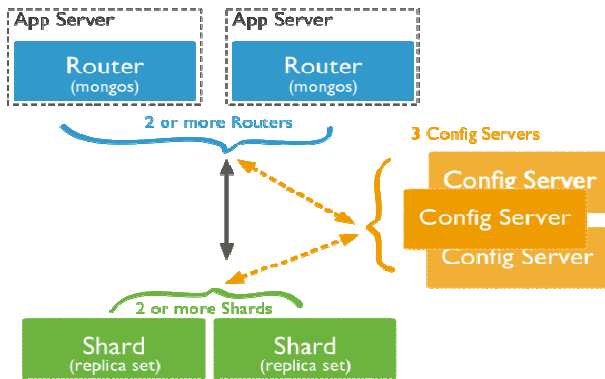 App Server
App Server
Router
(mongos)
Router
(mongos)
2 or more Routers
3 Config Servers
Config Server
Config Server
Config Server
2 or more Shards
Shard
(replica set)
Shard
(replica set)